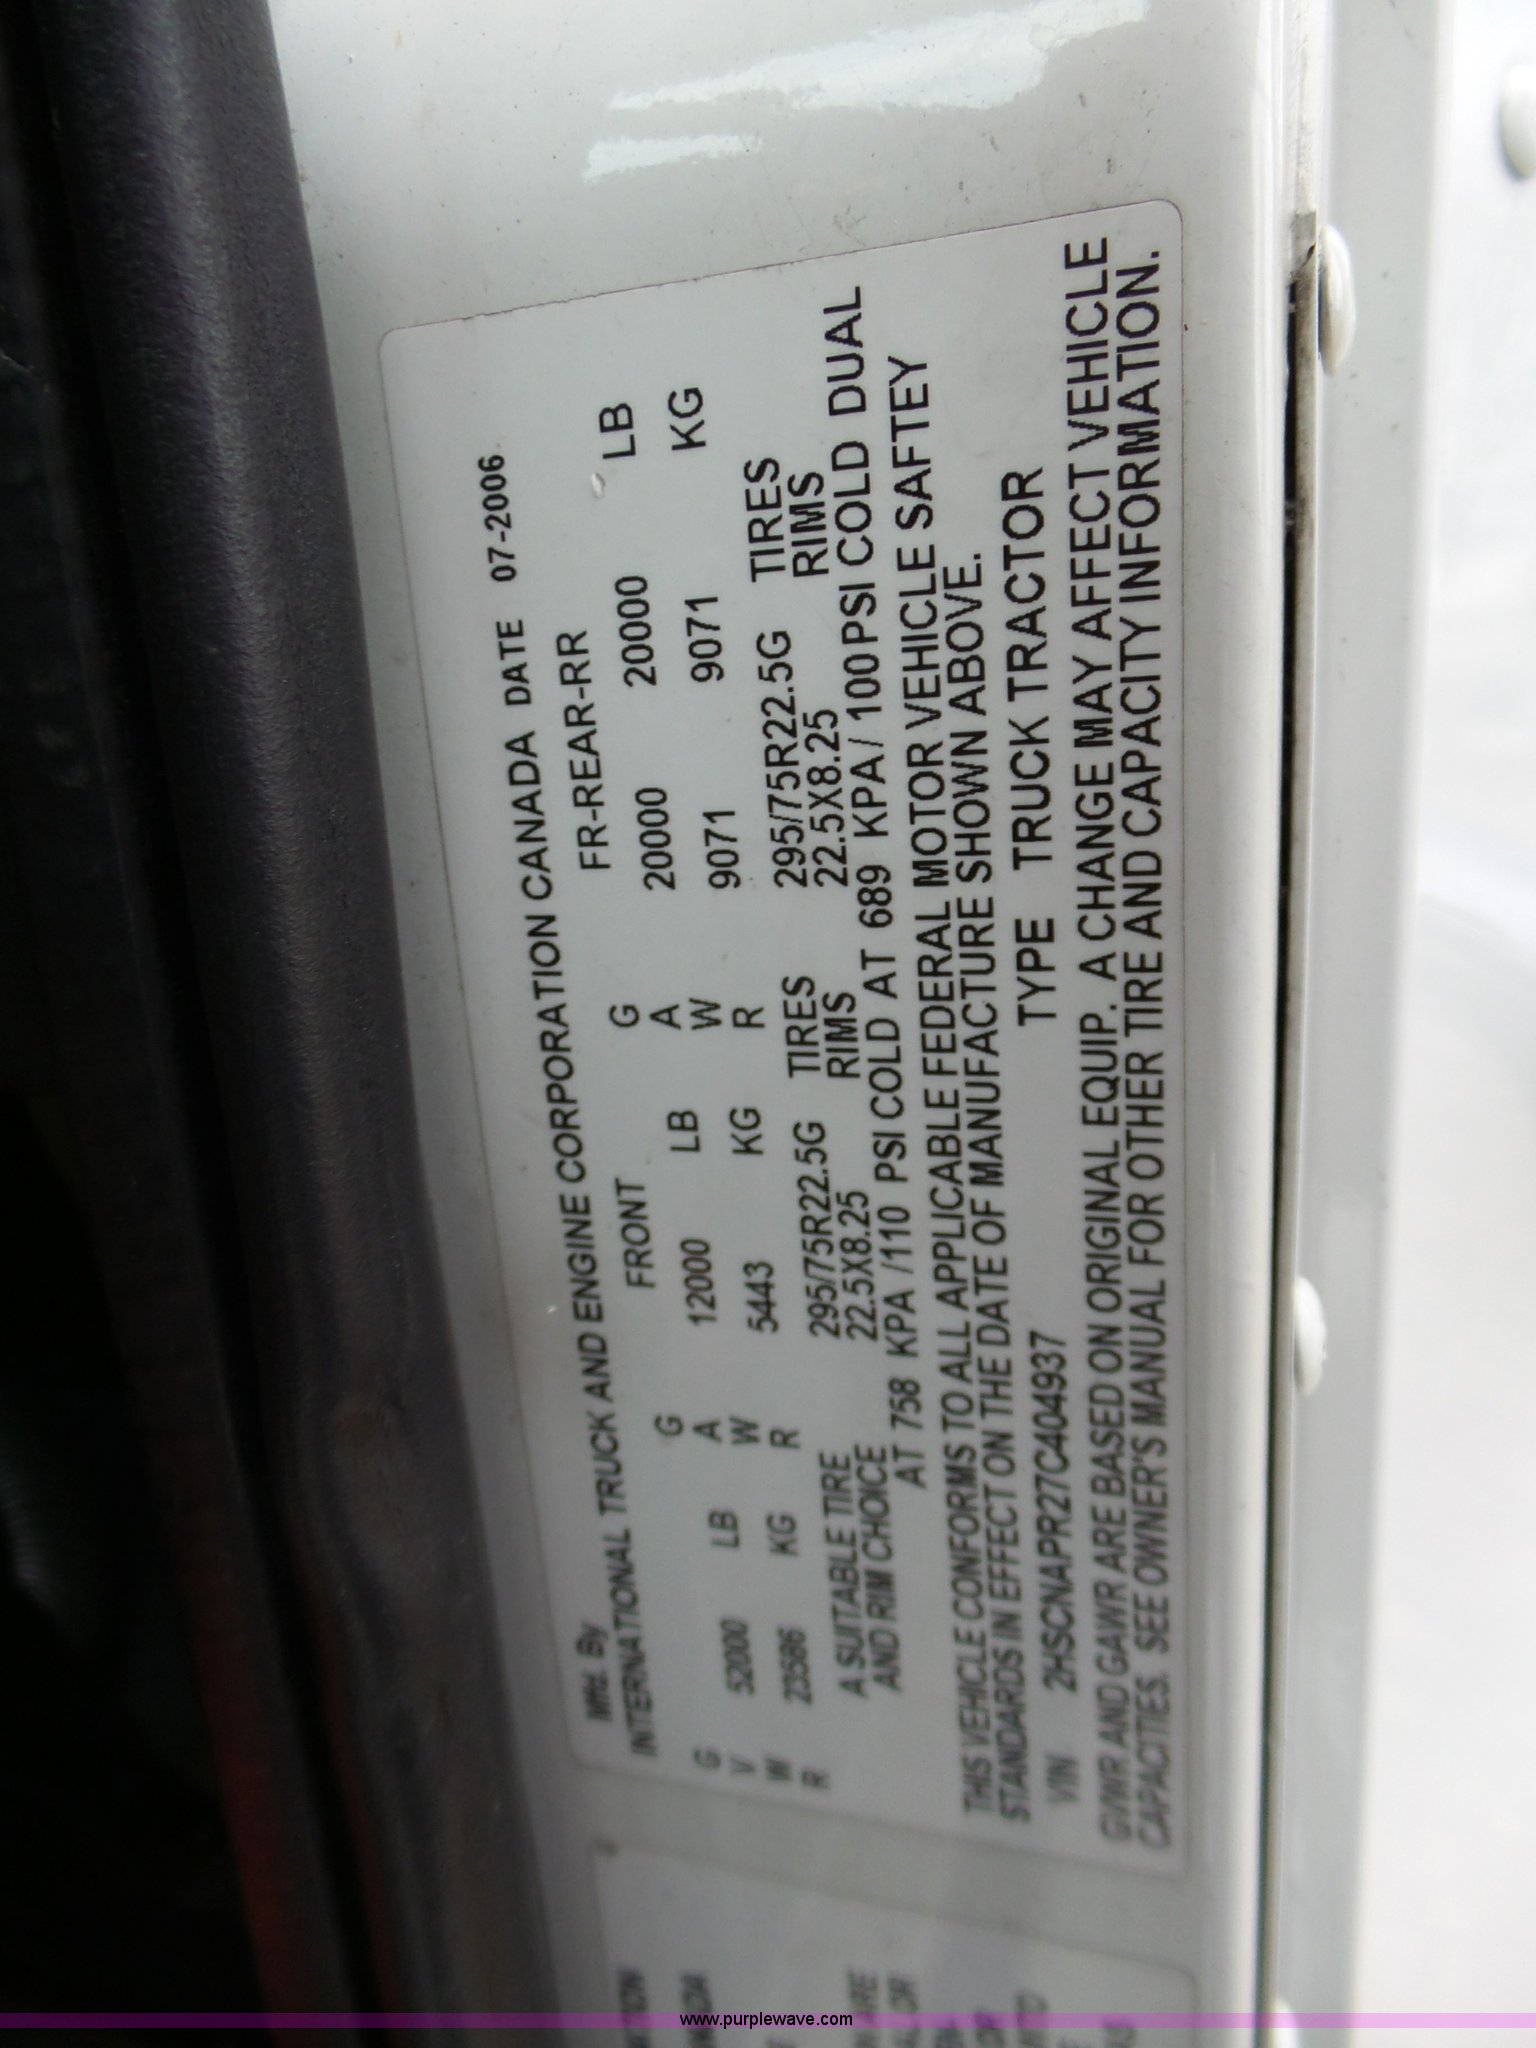 Mfd. By
INTERNATIONAL TRUCK AND ENGINE CORPORATION CANADA DATE 07-2006
FRONT FR-REAR-RR
G G G
V 52000 LB A 12000 LB A 20000 20000 LB
W 23586 KG W 5443 KG W 9071 9071 KG
R R R
A SUITABLE TIRE 295/75R22.5G TIRES 295/75R22.5G TIRES
AND RIM CHOICE 22.5X8.25 RIMS 22.5X8.25 RIMS
AT 758 KPA /110 PSI COLD AT 689 KPA/ 100PSI COLD DUAL
THIS VEHICLE CONFORMS TO ALL APPLICABLE FEDERAL MOTOR VEHICLE SAFTEY
STANDARDS IN EFFECT ON THE DATE OF MANUFACTURE SHOWN ABOVE.
VIN 2HSCNAPR27C404937 TYPE TRUCK TRACTOR
GVWR AND GAWR ARE BASED ON ORIGINAL EQUIP. A CHANGE MAY AFFECT VEHICLE
CAPACITIES. SEE OWNER'S MANUAL FOR OTHER TIRE AND CAPACITY INFORMATION.
www.purplewave.com